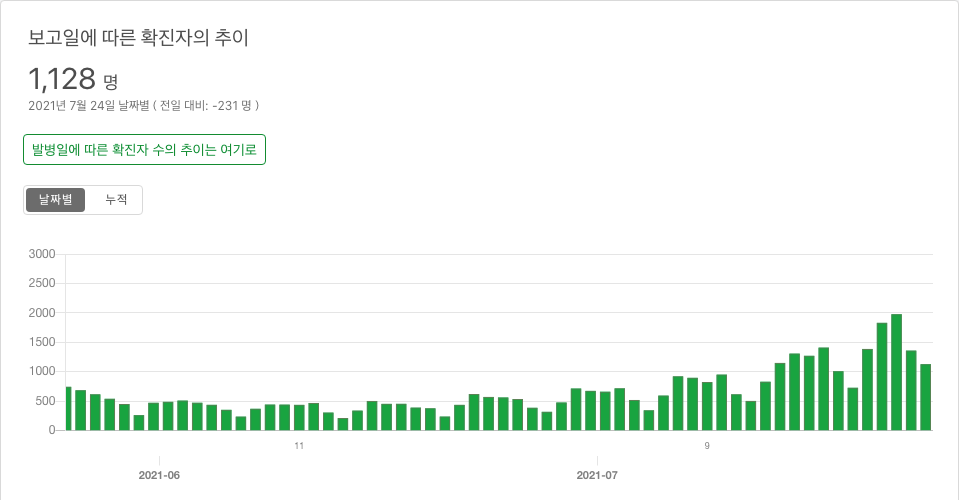 보고일에 따른 확진자의 추이
1,128 명
2021년 7월 24일 날짜별 ( 전일 대비: -231 명 )
발병일에 따른 확진자 수의 추이는 여기로
날짜별 누적
3000
2500
2000
1500
1000
500
0
11 9
2021-06 2021-07